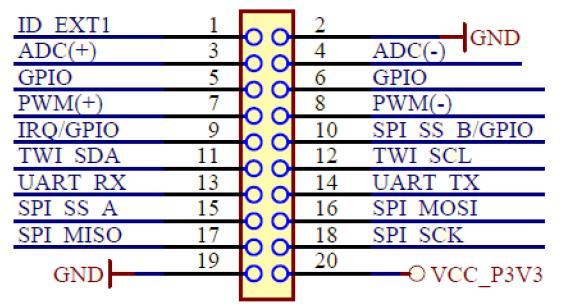 ID_EXT1 1 2 GND
ADC(+) 3 4 ADC(-)
GPIO 5 6 GPIO
PWM(+) 7 8 PWM(-)
IRQ/GPIO 9 10 SPI_SS_B/GPIO
TWI_SDA 11 12 TWI_SCL
UART_RX 13 14 UART_TX
SPI_SS_A 15 16 SPI_MOSI
SPI_MISO 17 18 SPI_SCK
GND 19 20 VCC_P3V3